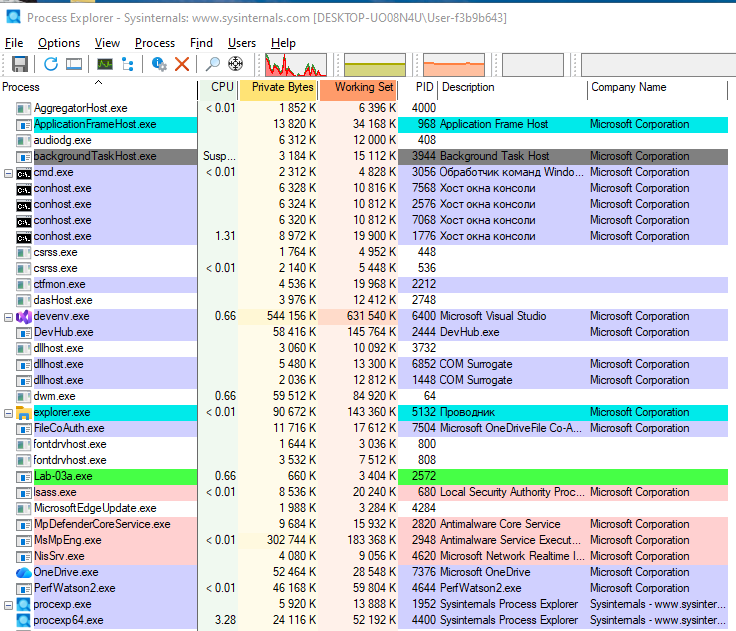 Process Explorer - Sysinternals: www.sysinternals.com [DESKTOP-UO08N4U\User-f3b9b643]
File Options View Process Find Users Help
Process CPU Private Bytes Working Set PID Description Company Name
AggregatorHost.exe < 0.01 1 852 K 6 396 K 4000
ApplicationFrameHost.exe 13 820 K 34 168 K 968 Application Frame Host Microsoft Corporation
audiodg.exe 6 312 K 12 000 K 408
backgroundTaskHost.exe Susp... 3 184 K 15 112 K 3944 Background Task Host Microsoft Corporation
cmd.exe < 0.01 2 312 K 4 828 K 3056 Обработчик команд Windo... Microsoft Corporation
conhost.exe 6 328 K 10 816 K 7568 Хост окна консоли Microsoft Corporation
conhost.exe 6 324 K 10 812 K 2576 Хост окна консоли Microsoft Corporation
conhost.exe 6 320 K 10 812 K 7068 Хост окна консоли Microsoft Corporation
conhost.exe 1.31 8 972 K 19 900 K 1776 Хост окна консоли Microsoft Corporation
csrss.exe 1 764 K 4 952 K 448
csrss.exe < 0.01 2 140 K 5 448 K 536
ctfmon.exe 4 536 K 19 968 K 2212
dasHost.exe 3 976 K 12 412 K 2748
devenv.exe 0.66 544 156 K 631 540 K 6400 Microsoft Visual Studio Microsoft Corporation
DevHub.exe 58 416 K 145 764 K 2444 DevHub.exe Microsoft Corporation
dllhost.exe 3 060 K 10 092 K 3732
dllhost.exe 5 480 K 13 300 K 6852 COM Surrogate Microsoft Corporation
dllhost.exe 2 036 K 12 812 K 1448 COM Surrogate Microsoft Corporation
dwm.exe 0.66 59 512 K 84 920 K 64
explorer.exe < 0.01 90 672 K 143 360 K 5132 Проводник Microsoft Corporation
FileCoAuth.exe 11 716 K 17 612 K 7504 Microsoft OneDriveFile Co-A... Microsoft Corporation
fontdrvhost.exe 1 644 K 3 036 K 800
fontdrvhost.exe 3 532 K 7 512 K 808
Lab-03a.exe 0.66 660 K 3 404 K 2572
lsass.exe < 0.01 8 536 K 20 240 K 680 Local Security Authority Proc... Microsoft Corporation
MicrosoftEdgeUpdate.exe 1 988 K 3 284 K 4284
MpDefenderCoreService.exe 9 684 K 15 932 K 2820 Antimalware Core Service Microsoft Corporation
MsMpEng.exe < 0.01 302 744 K 183 368 K 2948 Antimalware Service Execut... Microsoft Corporation
NisSrv.exe 4 080 K 9 056 K 4620 Microsoft Network Realtime I... Microsoft Corporation
OneDrive.exe 52 464 K 28 548 K 7376 Microsoft OneDrive Microsoft Corporation
PerfWatson2.exe < 0.01 46 168 K 59 804 K 4644 PerfWatson2.exe Microsoft Corporation
procexp.exe 5 920 K 13 888 K 1952 Sysinternals Process Explorer Sysinternals - www.sysinter...
procexp64.exe 3.28 24 116 K 52 192 K 4400 Sysinternals Process Explorer Sysinternals - www.sysinter...